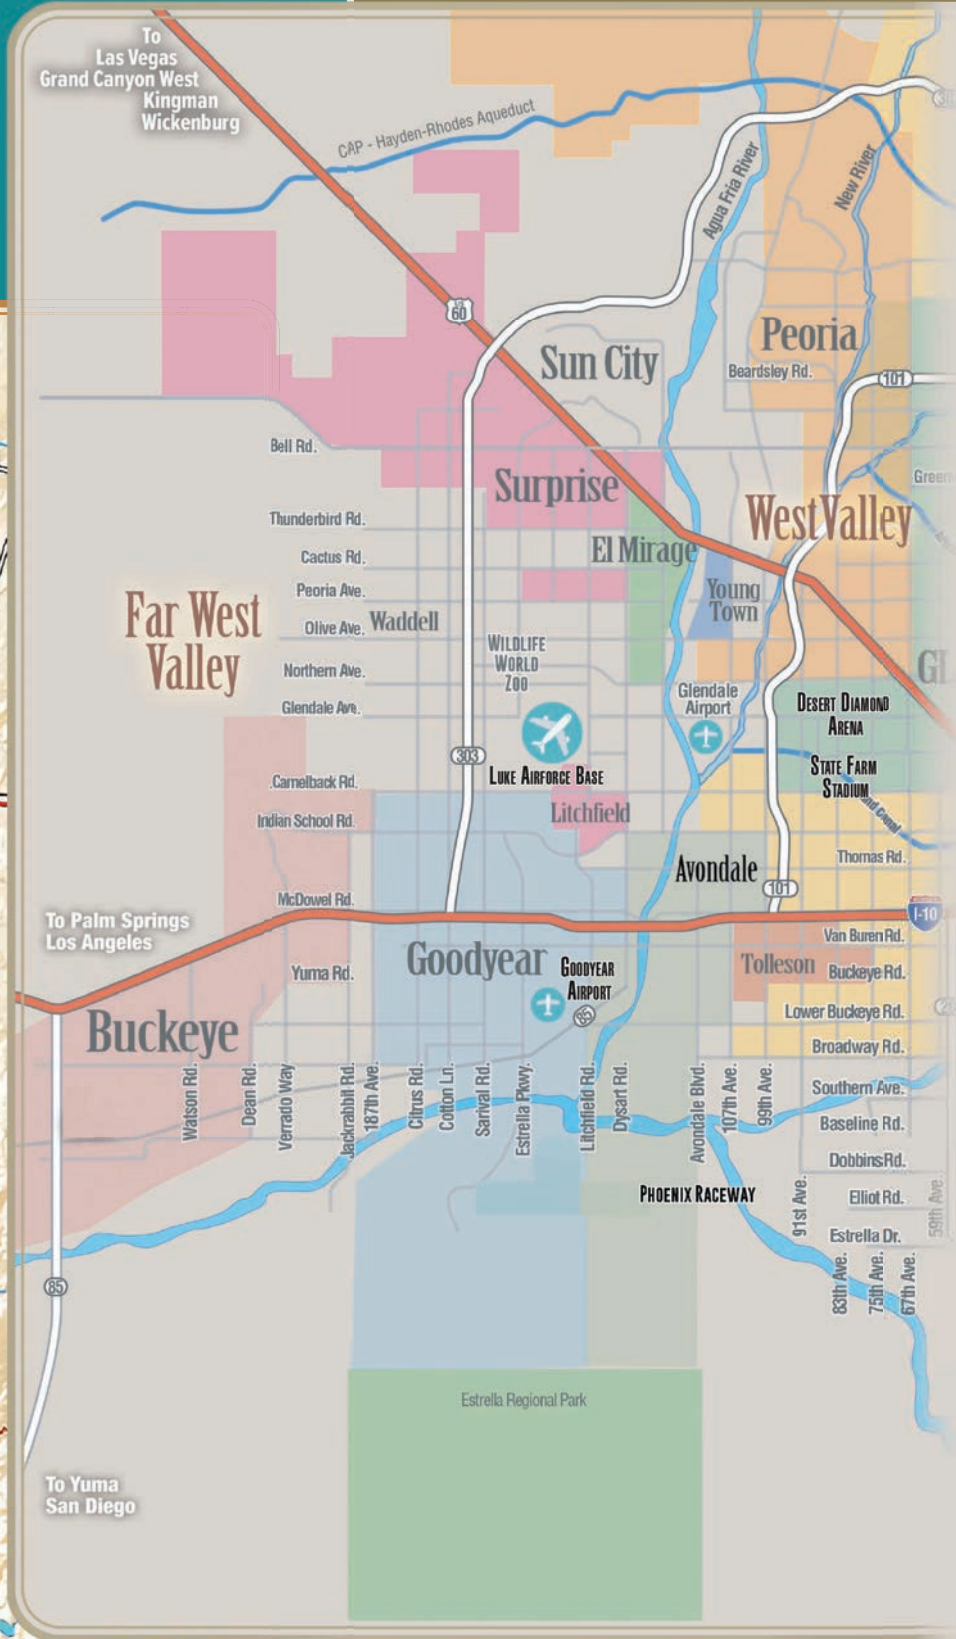 To
Las Vegas
Grand Canyon West
Kingman
Wickenburg
CAP - Hayden-Rhodes Aqueduct
Agua Fria River
New River
U.S.
60
Sun City
Peoria
Beardsley Rd.
101
Bell Rd.
Surprise
Green
West Valley
Thunderbird Rd.
El Mirage
Cactus Rd.
Peoria Ave.
Young
Town
Far West
Valley
Olive Ave.
Waddell
Wildlife
World
Zoo
Northern Ave.
Glendale Ave.
Glendale
Airport
Desert Diamond
Arena
303
Luke Airforce Base
State Farm
Stadium
Camelback Rd.
Indian School Rd.
Litchfield
Thomas Rd.
Avondale
101
McDowel Rd.
I-10
To Palm Springs
Los Angeles
Van Buren Rd.
Goodyear
Goodyear
Airport
Tolleson
Buckeye Rd.
Yuma Rd.
85
Lower Buckeye Rd.
Buckeye
Broadway Rd.
Watson Rd.
Dean Rd.
Verrado Way
Jackrabbit Rd.
187th Ave.
Citrus Rd.
Cotton Ln.
Sarival Rd.
Estrella Pkwy.
Litchfield Rd.
Dysart Rd.
Avondale Blvd.
107th Ave.
99th Ave.
Southern Ave.
Baseline Rd.
Dobbins Rd.
Phoenix Raceway
91st Ave.
Elliot Rd.
59th Ave.
Estrella Dr.
83th Ave.
75th Ave.
67th Ave.
85
Estrella Regional Park
To Yuma
San Diego